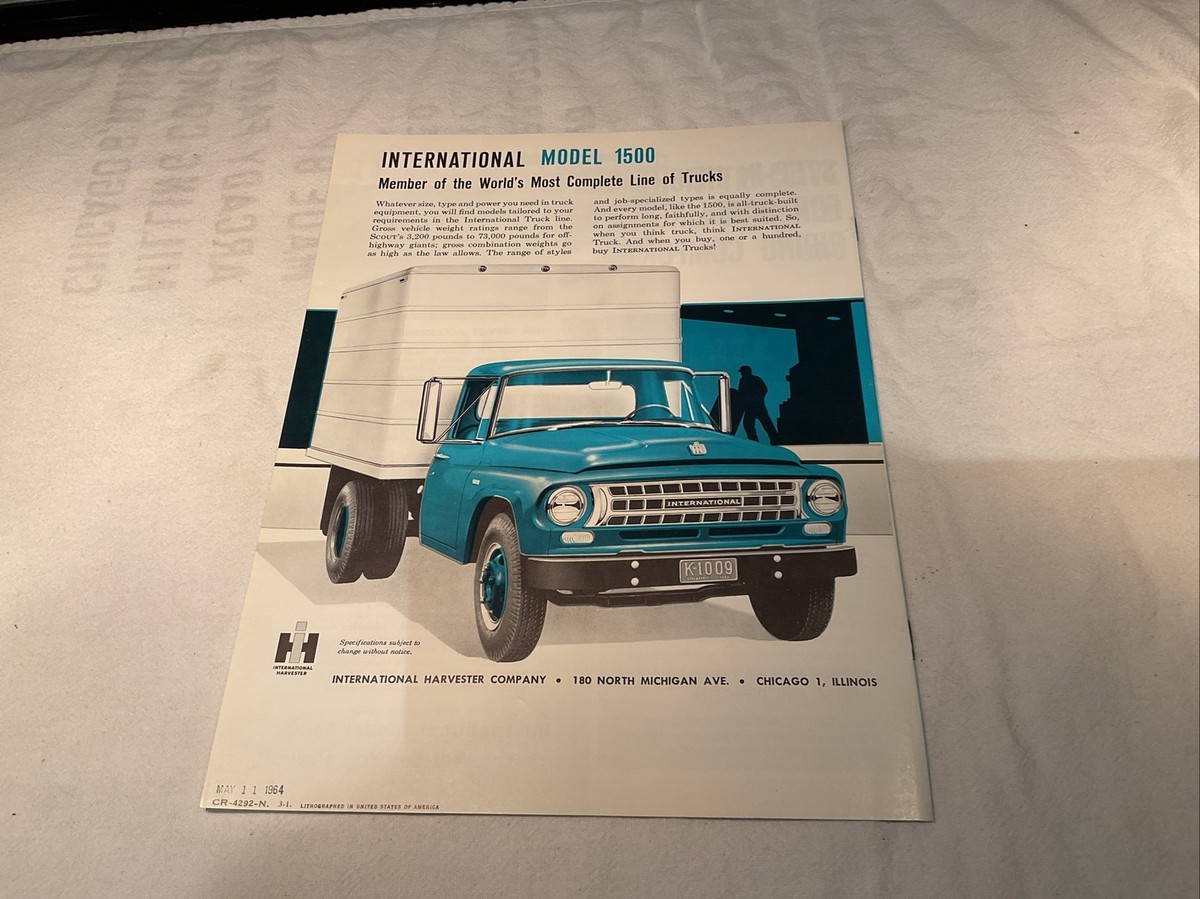 INTERNATIONAL MODEL 1500
Member of the World's Most Complete Line of Trucks
Whatever size, type and power you need in truck
equipment, you will find models tailored to your
requirements in the International Truck line.
Gross vehicle weight ratings range from the
SCOUT'S 3,200 pounds to 73,000 pounds for off-
highway giants; gross combination weights go
as high as the law allows. The range of styles
and job-specialized types is equally complete.
And every model, like the 1500, is all-truck-built
to perform long, faithfully, and with distinction
on assignments for which it is best suited. So,
when you think truck, think INTERNATIONAL
Truck. And when you buy, one or a hundred,
buy INTERNATIONAL Trucks!
INTERNATIONAL
K-1009
IH
INTERNATIONAL
HARVESTER
Specifications subject to
change without notice.
INTERNATIONAL HARVESTER COMPANY • 180 NORTH MICHIGAN AVE. • CHICAGO 1, ILLINOIS
MAY 11 1964
CR-4292-N. 3-1. LITHOGRAPHED IN UNITED STATES OF AMERICA